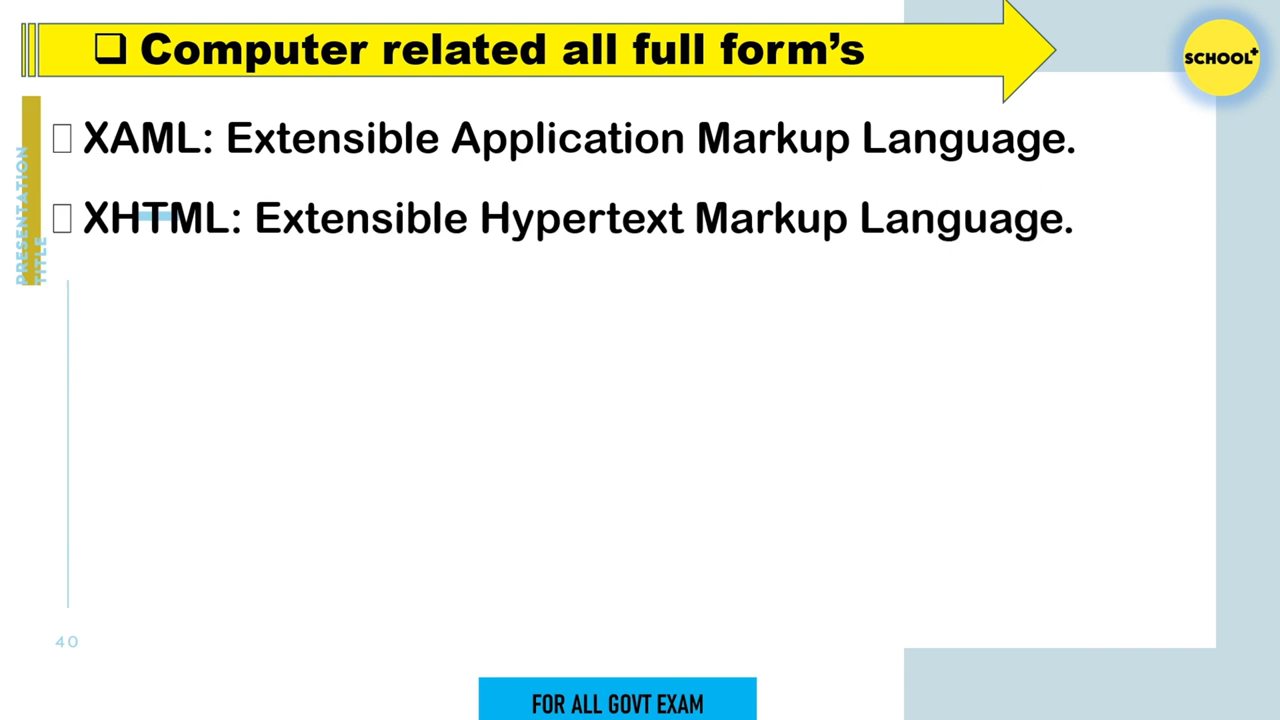 ❑ Computer related all full form’s
SCHOOL+
XAML: Extensible Application Markup Language.
XHTML: Extensible Hypertext Markup Language.
PRESENTATION
TITLE
40
FOR ALL GOVT EXAM